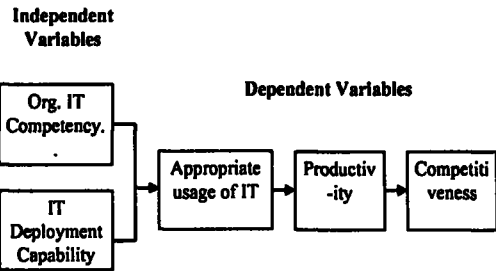 Independent
Variables
Dependent Variables
Org. IT
Competency.
.
IT
Deployment
Capability
Appropriate
usage of IT
Productiv
-ity
Competiti
veness